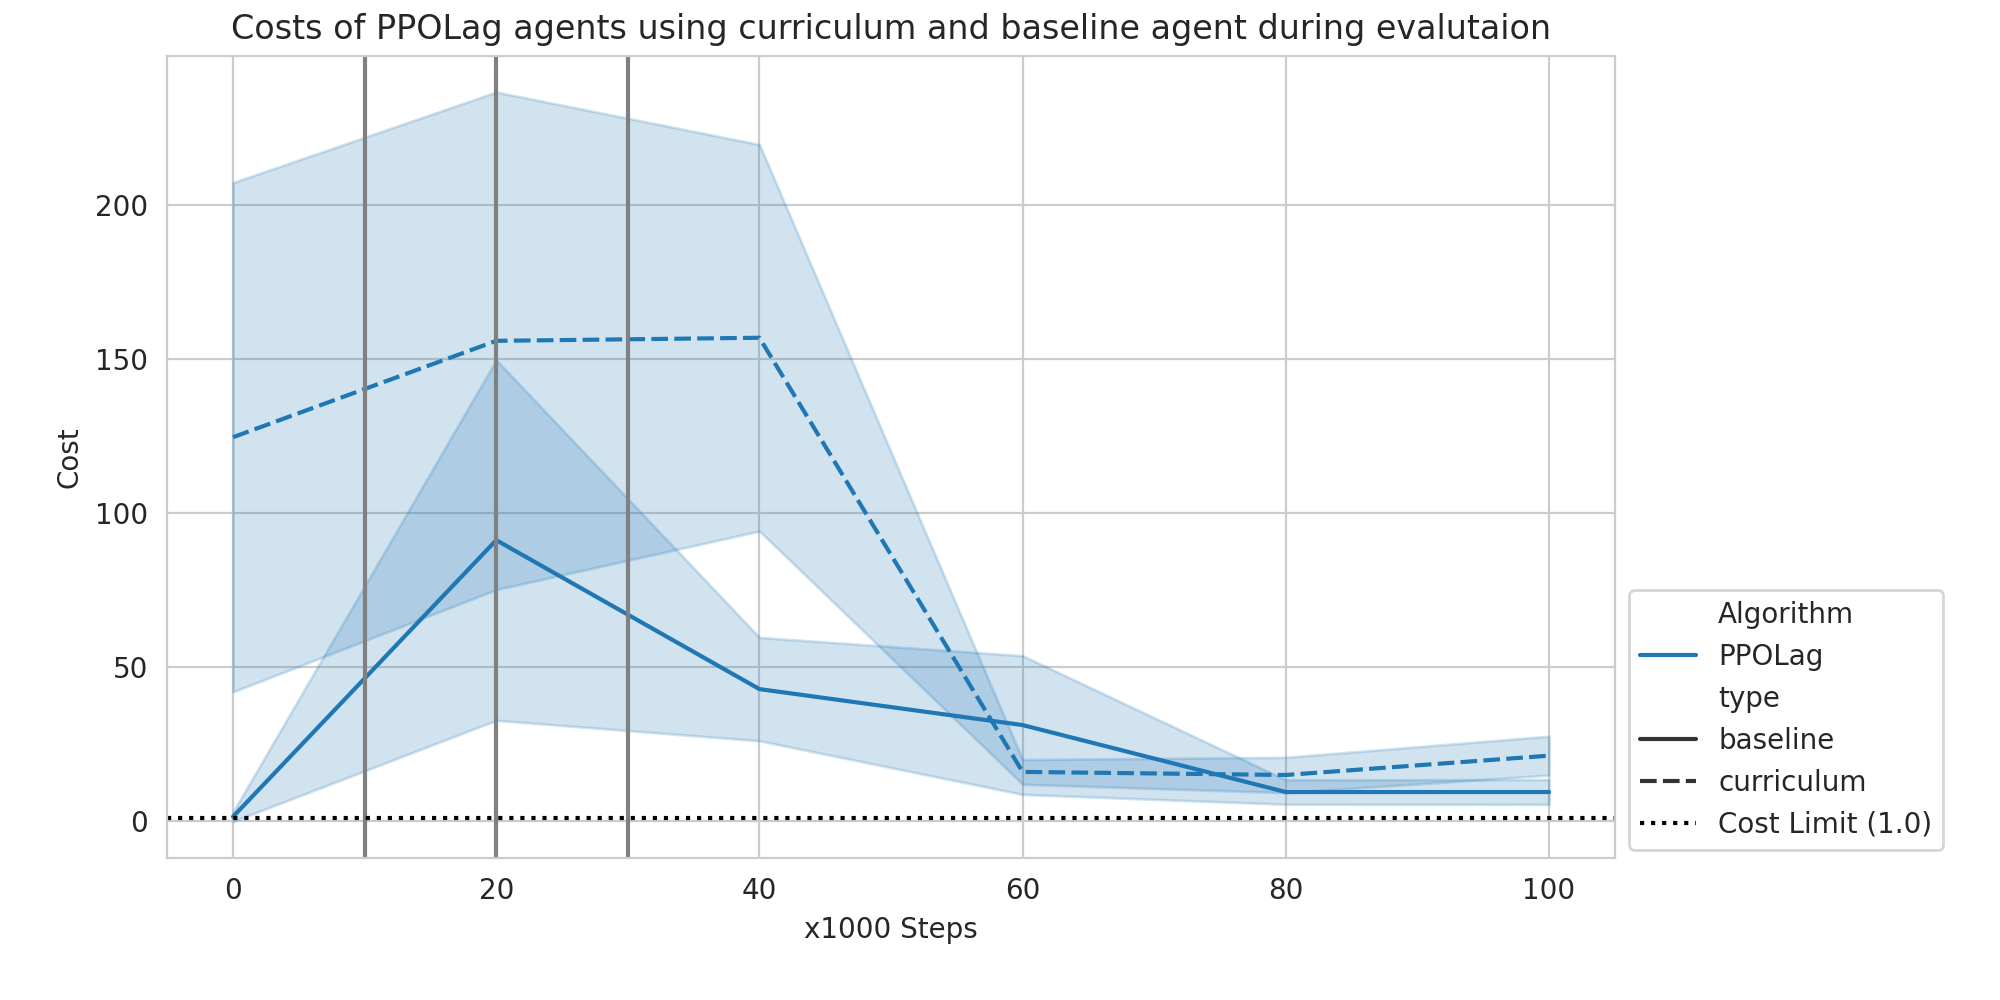 Costs of PPOLag agents using curriculum and baseline agent during evalutaion
200
150
100
50
0
Cost
0 20 40 60 80 100
x1000 Steps
Algorithm
PPOLag
type
baseline
curriculum
Cost Limit (1.0)